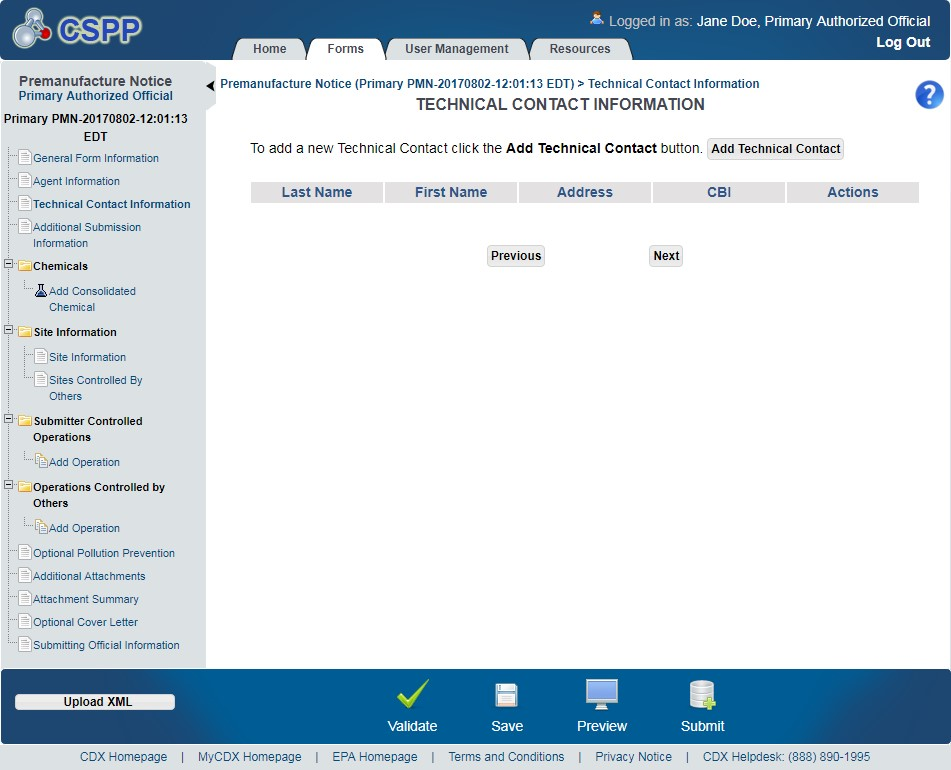 CSPP
Logged in as: Jane Doe, Primary Authorized Official
Log Out
Home Forms User Management Resources
Premanufacture Notice
Primary Authorized Official
Primary PMN-20170802-12:01:13
EDT
General Form Information
Agent Information
Technical Contact Information
Additional Submission
Information
Chemicals
Add Consolidated
Chemical
Site Information
Site Information
Sites Controlled By
Others
Submitter Controlled
Operations
Add Operation
Operations Controlled by
Others
Add Operation
Optional Pollution Prevention
Additional Attachments
Attachment Summary
Optional Cover Letter
Submitting Official Information
Premanufacture Notice (Primary PMN-20170802-12:01:13 EDT) > Technical Contact Information
TECHNICAL CONTACT INFORMATION
?
To add a new Technical Contact click the Add Technical Contact button. Add Technical Contact
Last Name First Name Address CBI Actions
Previous Next
Upload XML
Validate Save Preview Submit
CDX Homepage | MyCDX Homepage | EPA Homepage | Terms and Conditions | Privacy Notice | CDX Helpdesk: (888) 890-1995